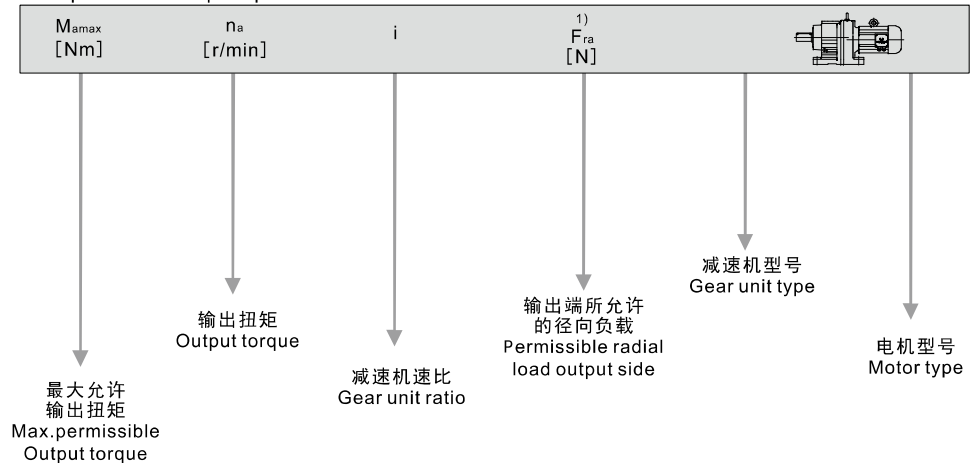 Mamax
[Nm]
na
[r/min]
i
1)
Fra
[N]
减速机型号
Gear unit type
输出扭矩
Output torque
输出端所允许
的径向负载
Permissible radial
load output side
电机型号
Motor type
减速机速比
Gear unit ratio
最大允许
输出扭矩
Max.permissible
Output torque